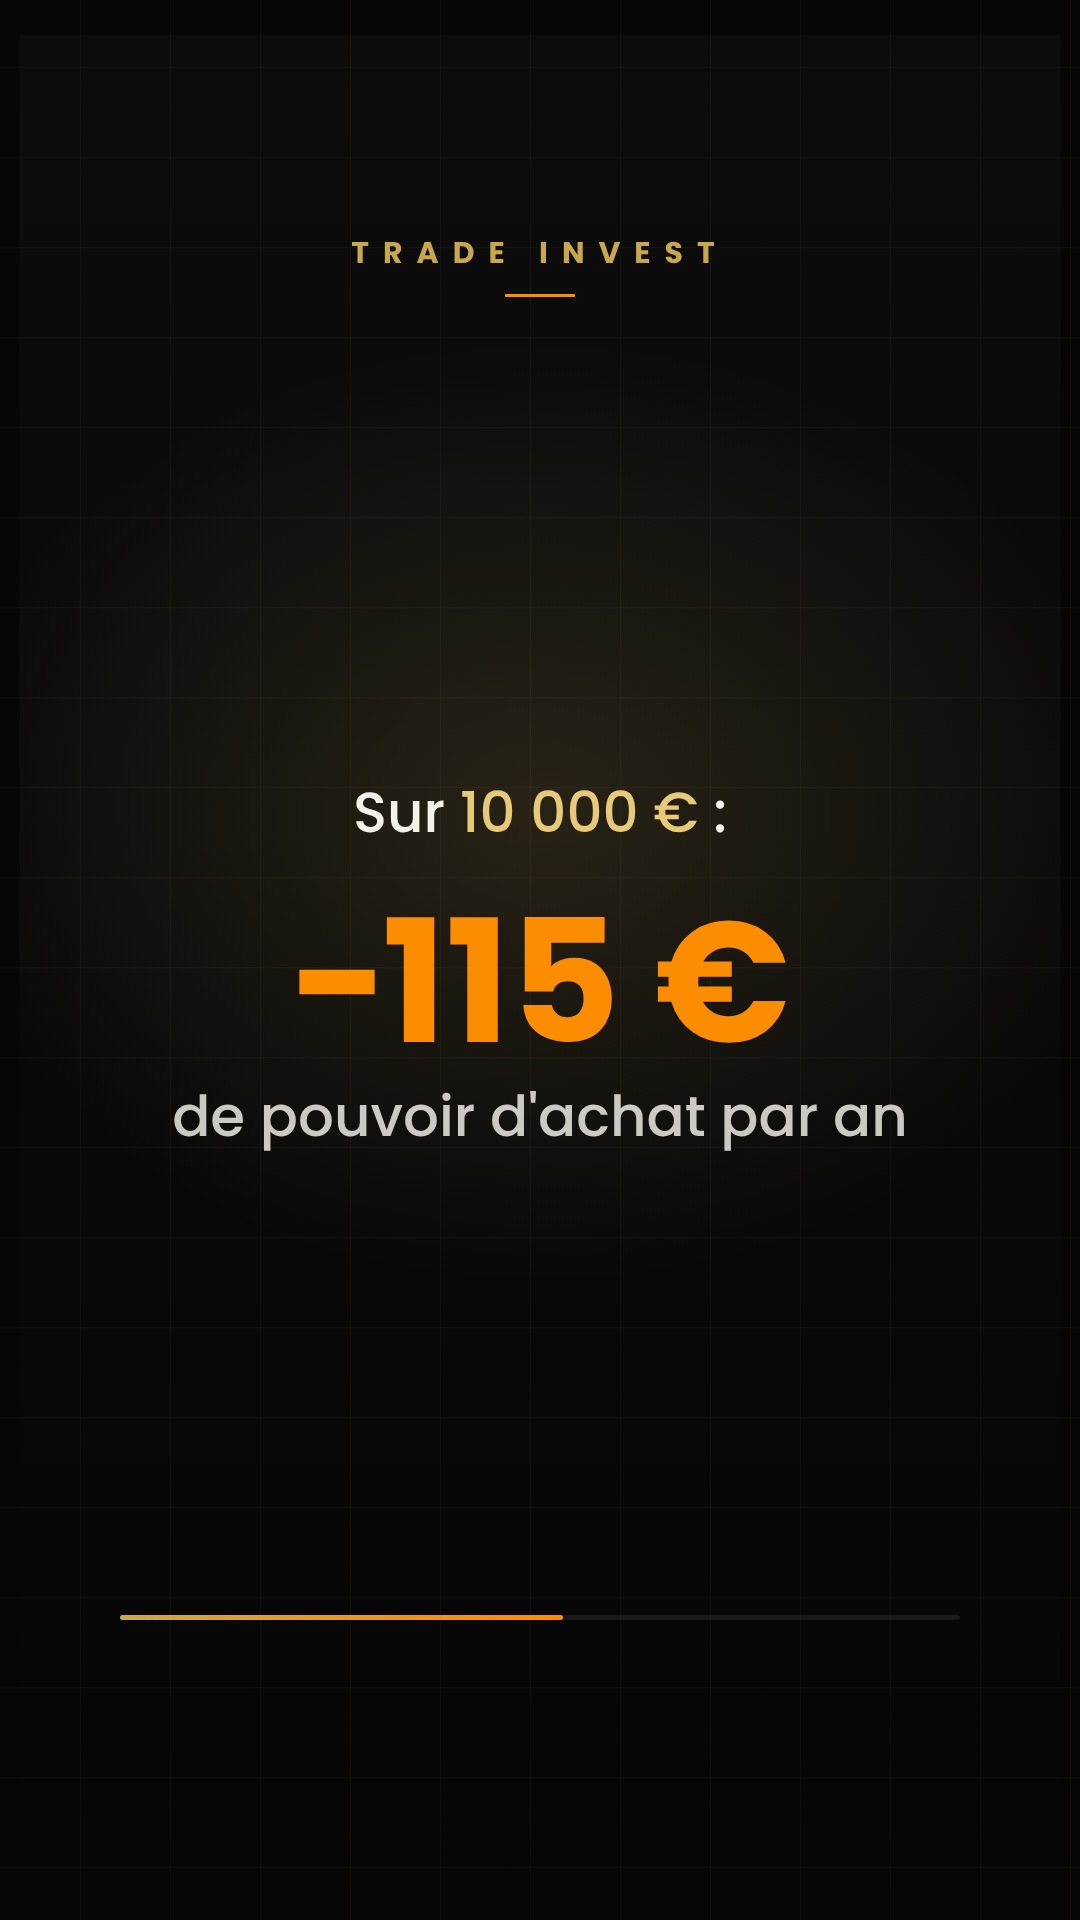 TRADE INVEST
Sur 10 000 € :
-115 €
de pouvoir d'achat par an